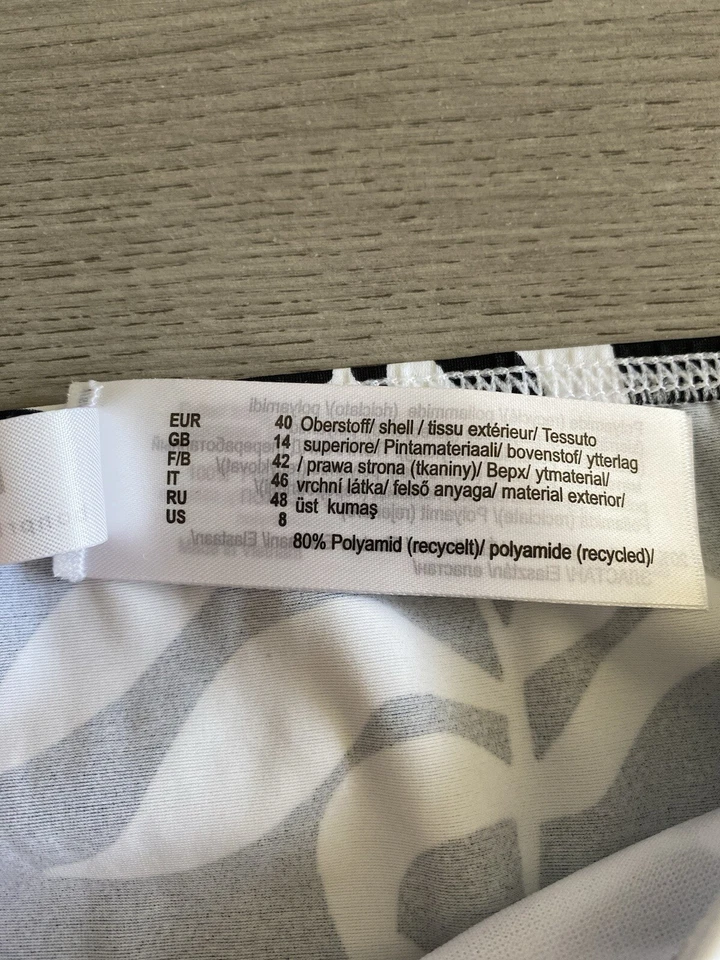 EUR 40 Oberstoff/ shell / tissu extérieur/ Tessuto
GB 14 superiore/ Pintamateriaali/ bovenstof/ ytterlag
F/B 42 / prawa strona (tkaniny)/ Верх/ ytmaterial/
IT 46 vrchní látka/ felső anyaga/ material exterior/
RU 48 üst kumaş
US 8
80% Polyamid (recycelt)/ polyamide (recycled)/